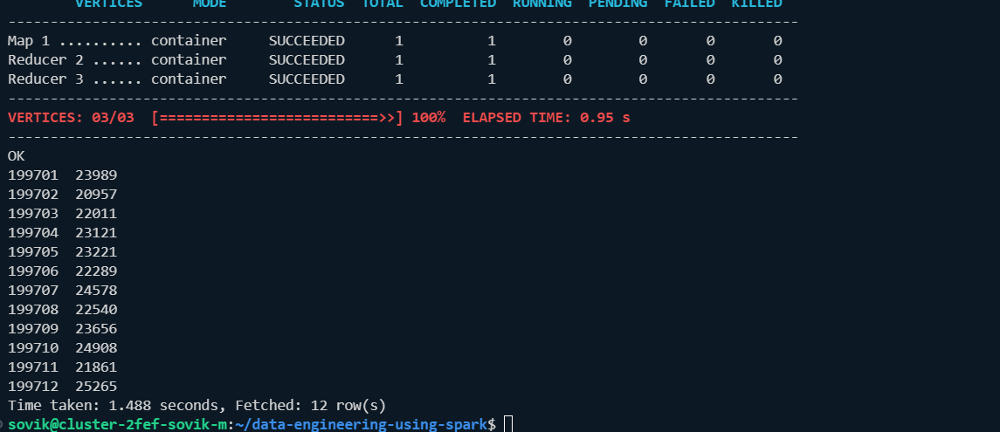 VERTICES      MODE        STATUS  TOTAL  COMPLETED  RUNNING  PENDING  FAILED  KILLED
----------------------------------------------------------------------------------------------
Map 1 .......... container     SUCCEEDED      1          1        0        0       0       0
Reducer 2 ...... container     SUCCEEDED      1          1        0        0       0       0
Reducer 3 ...... container     SUCCEEDED      1          1        0        0       0       0
----------------------------------------------------------------------------------------------
VERTICES: 03/03  [==========================>>] 100%  ELAPSED TIME: 0.95 s
----------------------------------------------------------------------------------------------
OK
199701  23989
199702  20957
199703  22011
199704  23121
199705  23221
199706  22289
199707  24578
199708  22540
199709  23656
199710  24908
199711  21861
199712  25265
Time taken: 1.488 seconds, Fetched: 12 row(s)
sovik@cluster-2fef-sovik-m:~/data-engineering-using-spark$